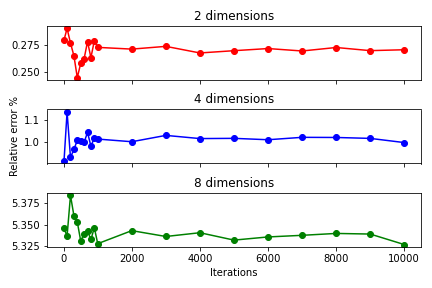 2 dimensions
0.275
0.250
4 dimensions
1.1
1.0
Relative error %
8 dimensions
5.375
5.350
5.325
0 2000 4000 6000 8000 10000
Iterations